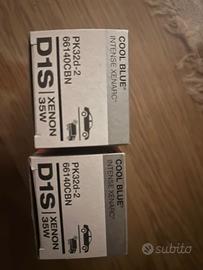 COOL BLUE®
INTENSE XENARC®
PK32d-2
66140CBN
D1S
XENON
35W
COOL BLUE®
INTENSE XENARC®
PK32d-2
66140CBN
D1S
XENON
35W
subito